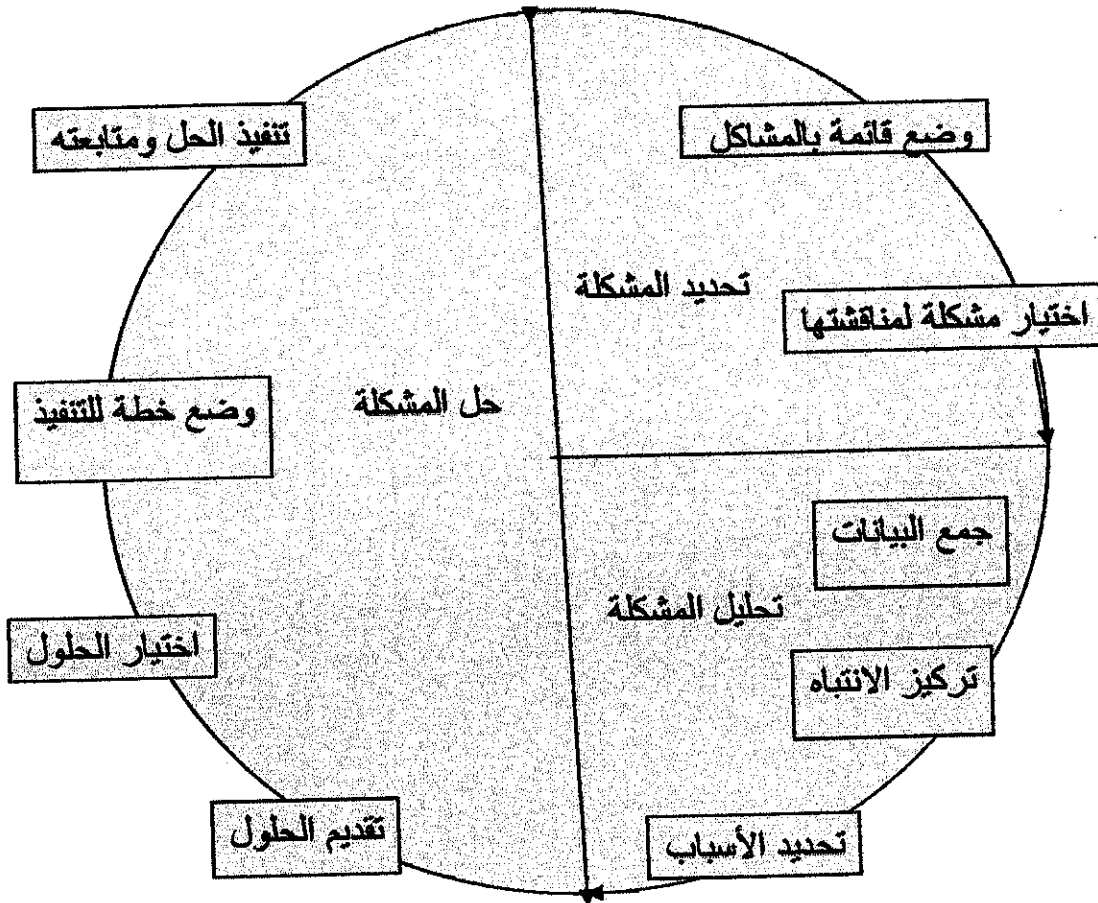 وضع قائمة بالمشاكل
تنفيذ الحل ومتابعته
تحديد المشكلة
اختيار مشكلة لمناقشتها
حل المشكلة
وضع خطة للتنفيذ
جمع البيانات
تحليل المشكلة
اختيار الحلول
تركيز الانتباه
تحديد الأسباب
تقديم الحلول